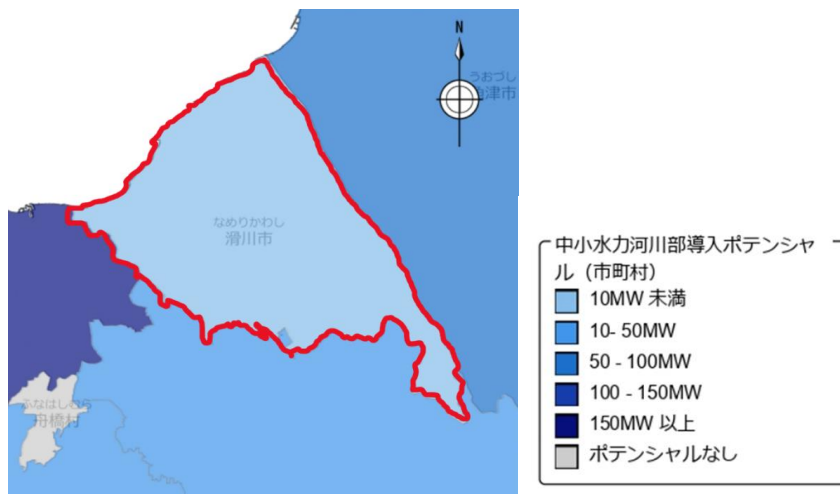 N
うおづし
魚津市
なめりかわし
滑川市
ふなはしむら
舟橋村
中小水力河川部導入ポテンシャ
ル（市町村）
10MW 未満
10- 50MW
50 - 100MW
100 - 150MW
150MW 以上
ポテンシャルなし